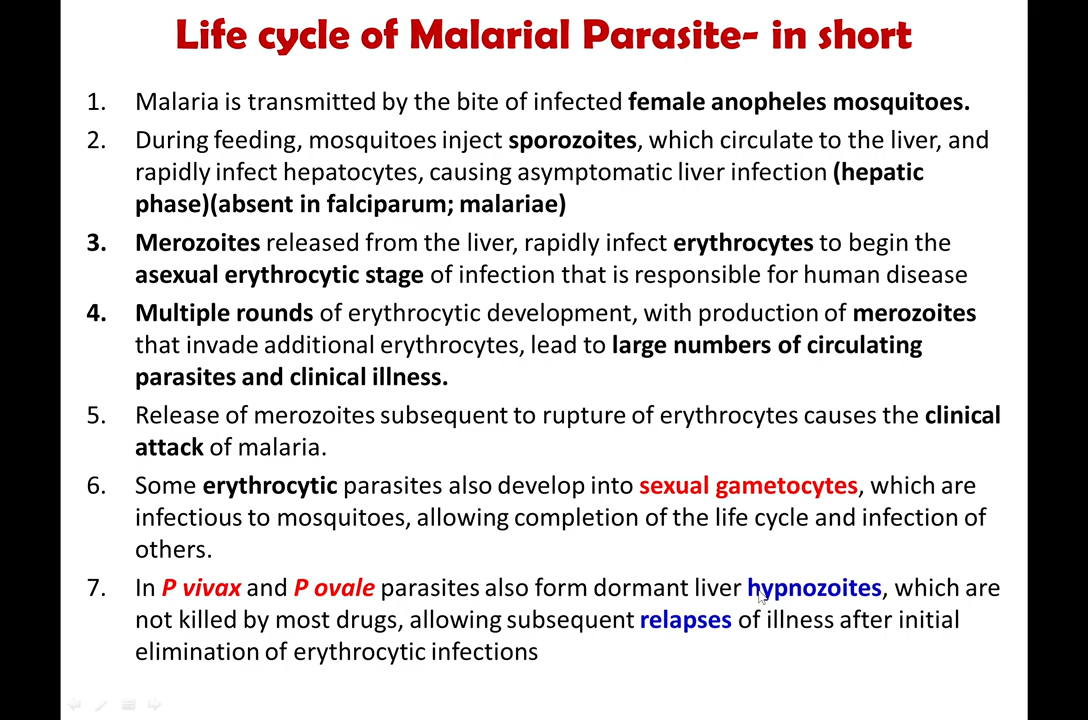 Life cycle of Malarial Parasite- in short
1. Malaria is transmitted by the bite of infected female anopheles mosquitoes.
2. During feeding, mosquitoes inject sporozoites, which circulate to the liver, and
rapidly infect hepatocytes, causing asymptomatic liver infection (hepatic
phase)(absent in falciparum; malariae)
3. Merozoites released from the liver, rapidly infect erythrocytes to begin the
asexual erythrocytic stage of infection that is responsible for human disease
4. Multiple rounds of erythrocytic development, with production of merozoites
that invade additional erythrocytes, lead to large numbers of circulating
parasites and clinical illness.
5. Release of merozoites subsequent to rupture of erythrocytes causes the clinical
attack of malaria.
6. Some erythrocytic parasites also develop into sexual gametocytes, which are
infectious to mosquitoes, allowing completion of the life cycle and infection of
others.
7. In P vivax and P ovale parasites also form dormant liver hypnozoites, which are
not killed by most drugs, allowing subsequent relapses of illness after initial
elimination of erythrocytic infections